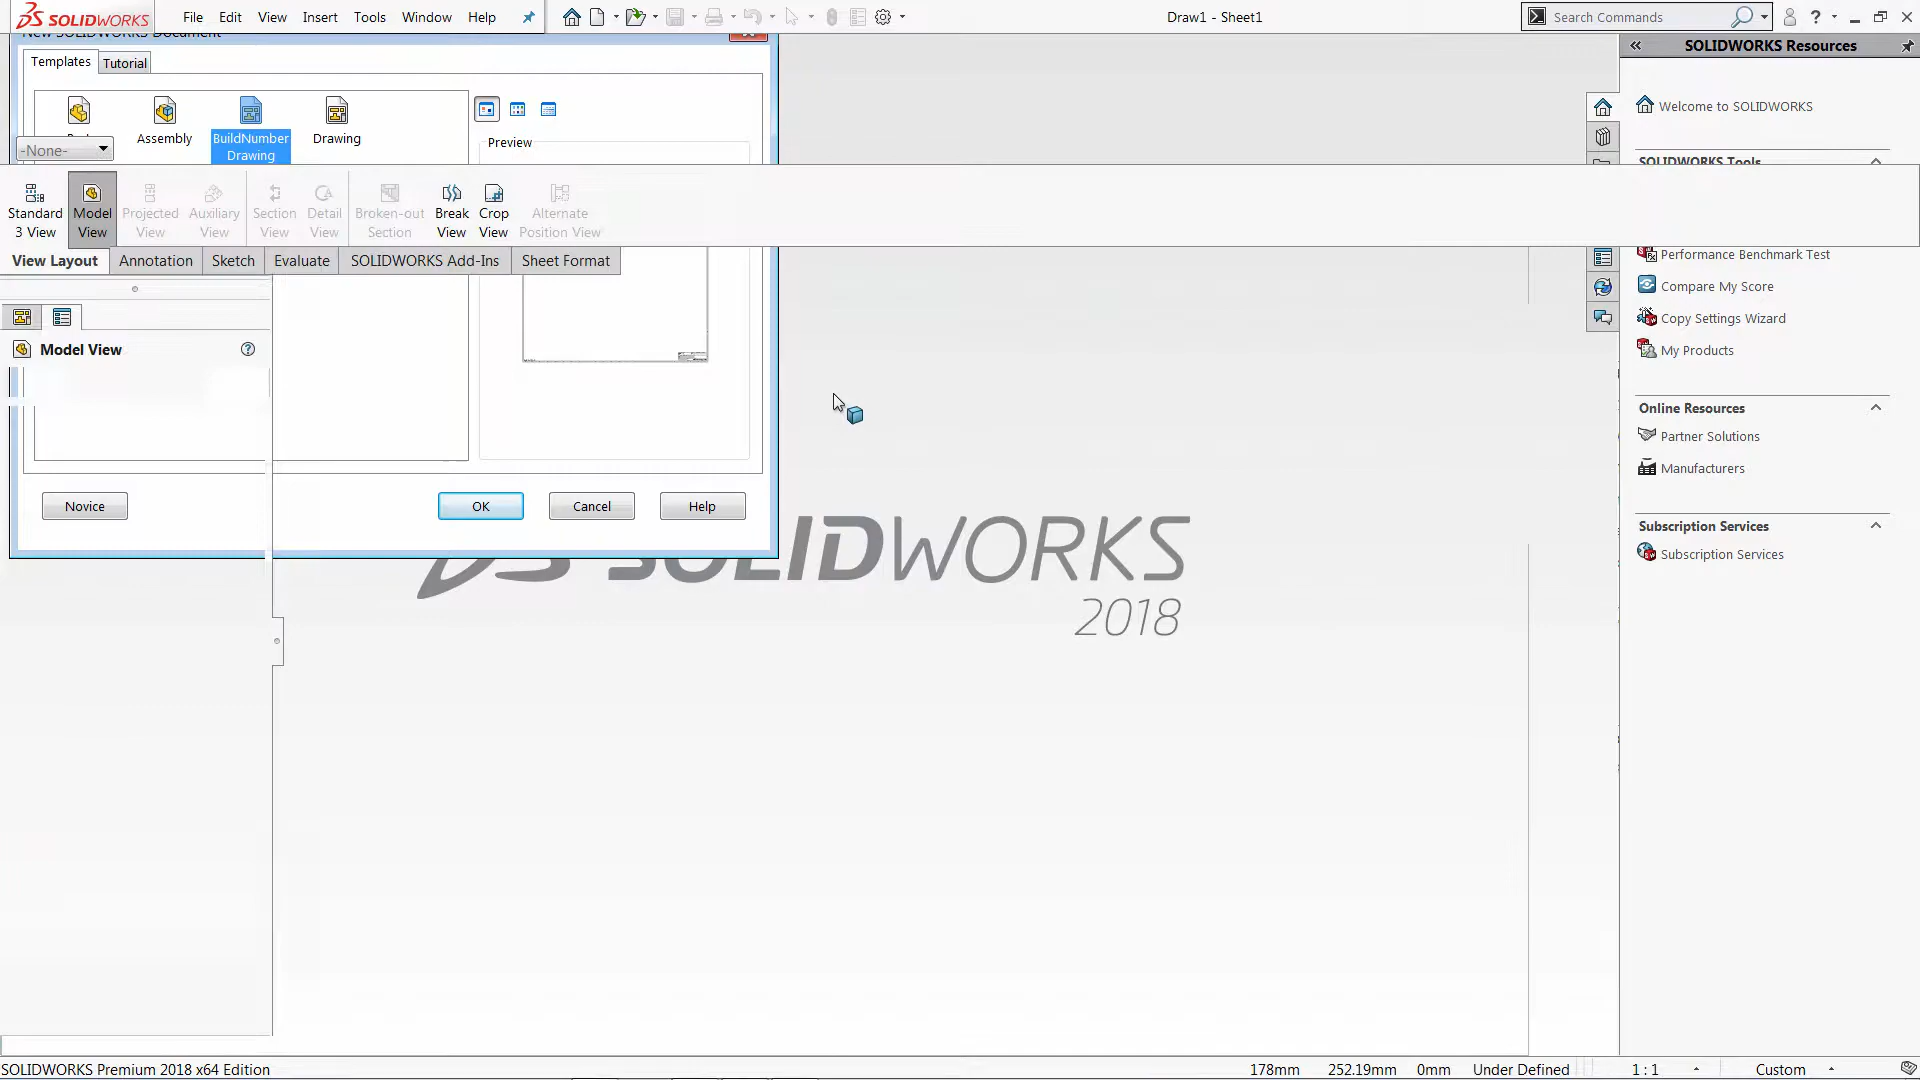 SOLIDWORKS
File Edit View Insert Tools Window Help
Draw1 - Sheet1
Search Commands
?
SOLIDWORKS Resources
Templates Tutorial
Assembly
BuildNumber
Drawing
Drawing
Preview
-None-
Welcome to SOLIDWORKS
SOLIDWORKS Tools
Standard
3 View
Model
View
Projected
View
Auxiliary
View
Section
View
Detail
View
Broken-out
Section
Break
View
Crop
View
Alternate
Position View
View Layout Annotation Sketch Evaluate SOLIDWORKS Add-Ins Sheet Format
Performance Benchmark Test
Compare My Score
Copy Settings Wizard
My Products
Model View
Online Resources
Partner Solutions
Manufacturers
Subscription Services
Subscription Services
Novice OK Cancel Help
SOLIDWORKS
2018
SOLIDWORKS Premium 2018 x64 Edition
178mm 252.19mm 0mm Under Defined 1 : 1 Custom